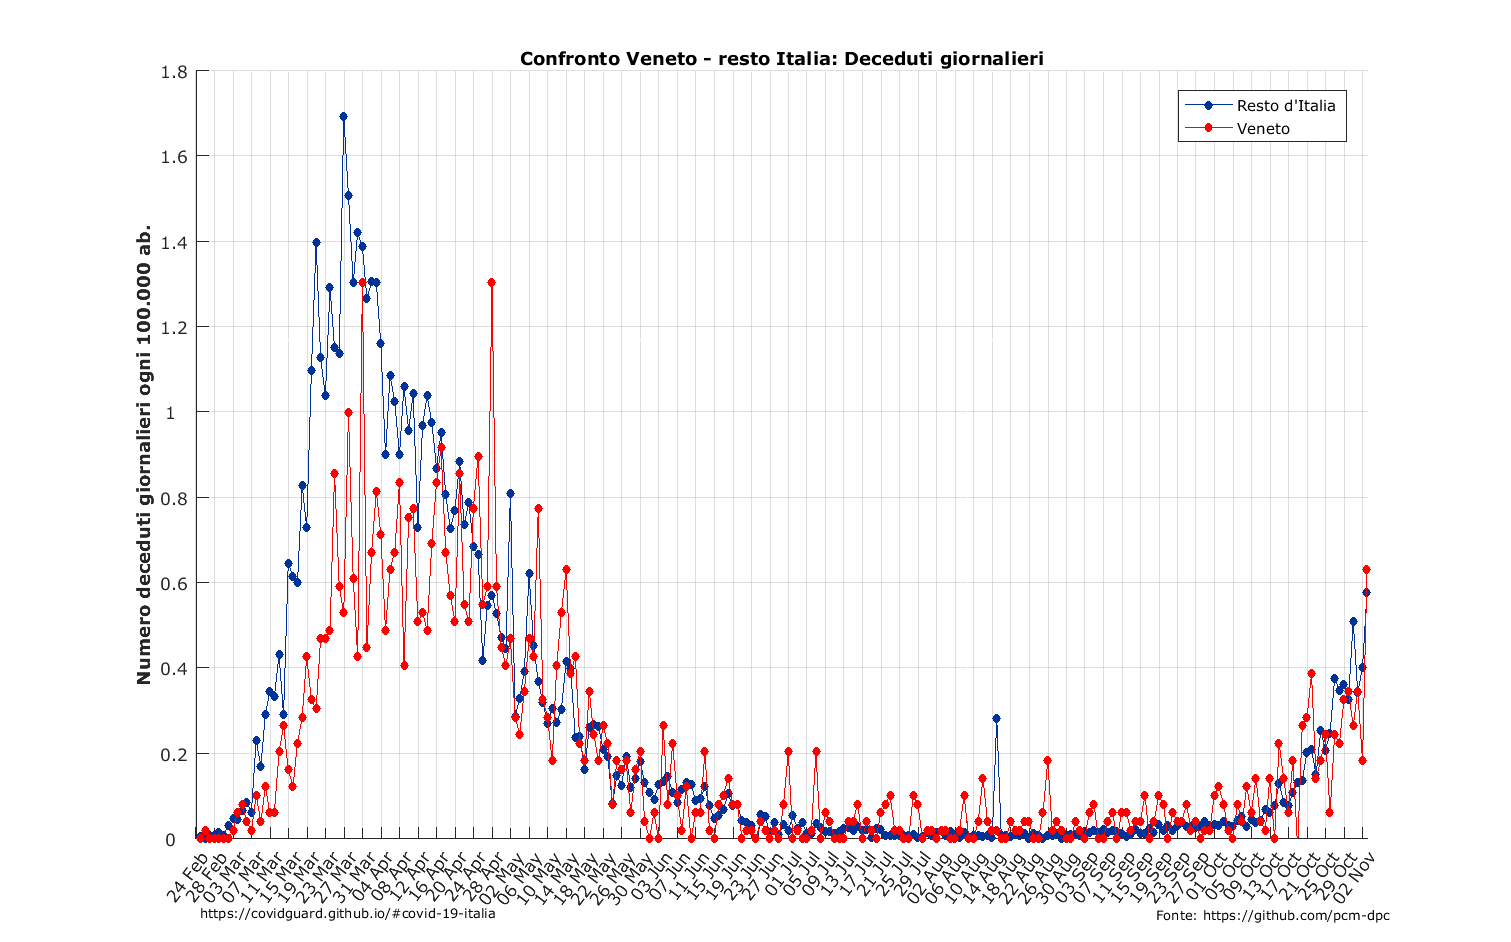 Confronto Veneto - resto Italia: Deceduti giornalieri
Numero deceduti giornalieri ogni 100.000 ab.
1.8
1.6
1.4
1.2
1
0.8
0.6
0.4
0.2
0
Resto d'Italia
Veneto
24 Feb
28 Feb
03 Mar
07 Mar
11 Mar
15 Mar
19 Mar
23 Mar
27 Mar
31 Mar
04 Apr
08 Apr
12 Apr
16 Apr
20 Apr
24 Apr
28 Apr
02 May
06 May
10 May
14 May
18 May
22 May
26 May
30 May
03 Jun
07 Jun
11 Jun
15 Jun
19 Jun
23 Jun
27 Jun
01 Jul
05 Jul
09 Jul
13 Jul
17 Jul
21 Jul
25 Jul
29 Jul
02 Aug
06 Aug
10 Aug
14 Aug
18 Aug
22 Aug
26 Aug
30 Aug
03 Sep
07 Sep
11 Sep
15 Sep
19 Sep
23 Sep
27 Sep
01 Oct
05 Oct
09 Oct
13 Oct
17 Oct
21 Oct
25 Oct
29 Oct
02 Nov
https://covidguard.github.io/#covid-19-italia
Fonte: https://github.com/pcm-dpc